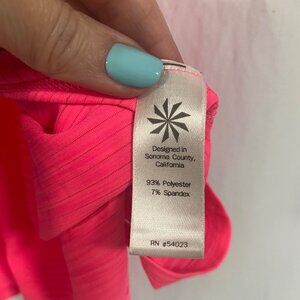 Designed in
Sonoma County,
California
93% Polyester
7% Spandex
RN #54023